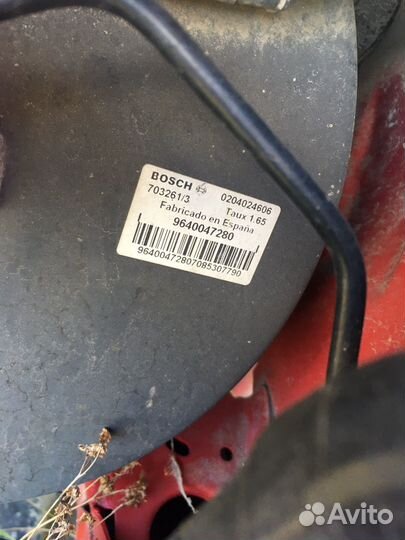 BOSCH 0204024606
703261/3 Taux 1.65
Fabricado en España
9640047280
96400472807085307790
Avito